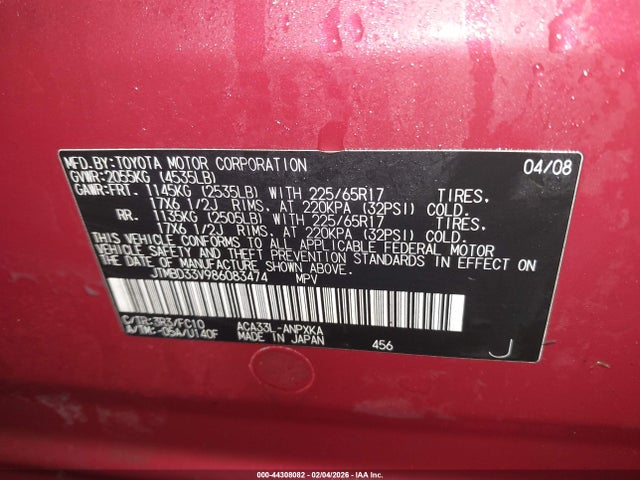 MFD.BY:TOYOTA MOTOR CORPORATION 04/08
GVWR:2055KG (4535LB)
GAWR:FRT. 1145KG (2535LB) WITH 225/65R17 TIRES.
17X6 1/2J RIMS, AT 220KPA (32PSI) COLD.
RR. 1135KG (2505LB) WITH 225/65R17 TIRES.
17X6 1/2J RIMS, AT 220KPA (32PSI) COLD.
THIS VEHICLE CONFORMS TO ALL APPLICABLE FEDERAL MOTOR
VEHICLE SAFETY AND THEFT PREVENTION STANDARDS IN EFFECT ON
THE DATE OF MANUFACTURE SHOWN ABOVE.
JTMBD33V986083474 MPV
C/TR:3R3/FC10 ACA33L-ANPXKA
A/TM:-05A/U140F MADE IN JAPAN 456 J
000-44308082 - 02/04/2026 - IAA Inc.